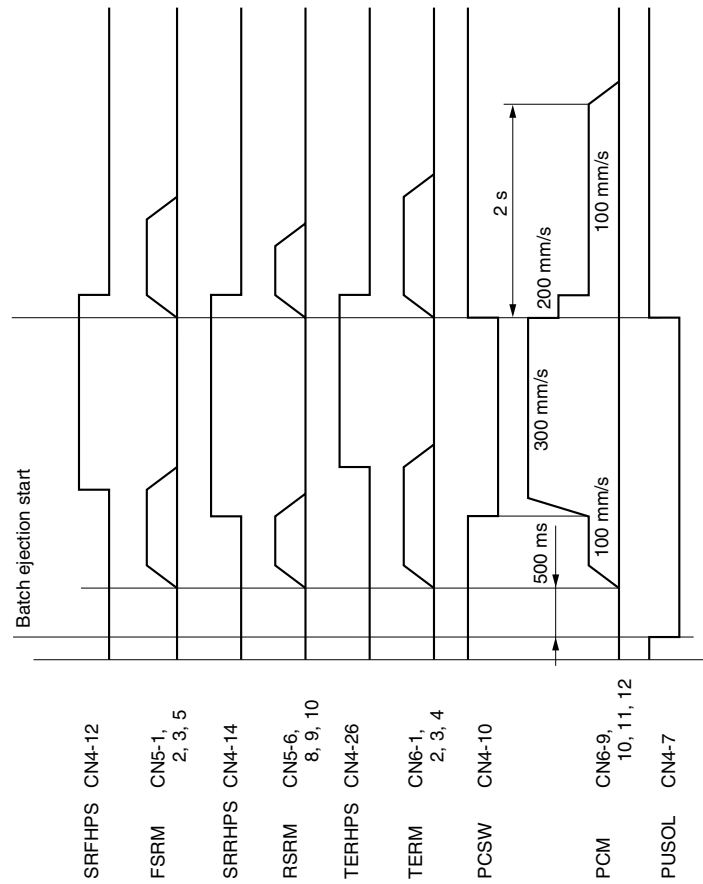 Batch ejection start
SRFHPS CN4-12
FSRM CN5-1,
2, 3, 5
SRRHPS CN4-14
RSRM CN5-6,
8, 9, 10
TERHPS CN4-26
TERM CN6-1,
2, 3, 4
PCSW CN4-10
PCM CN6-9,
10, 11, 12
PUSOL CN4-7
500 ms
100 mm/s
300 mm/s
200 mm/s
2 s
100 mm/s